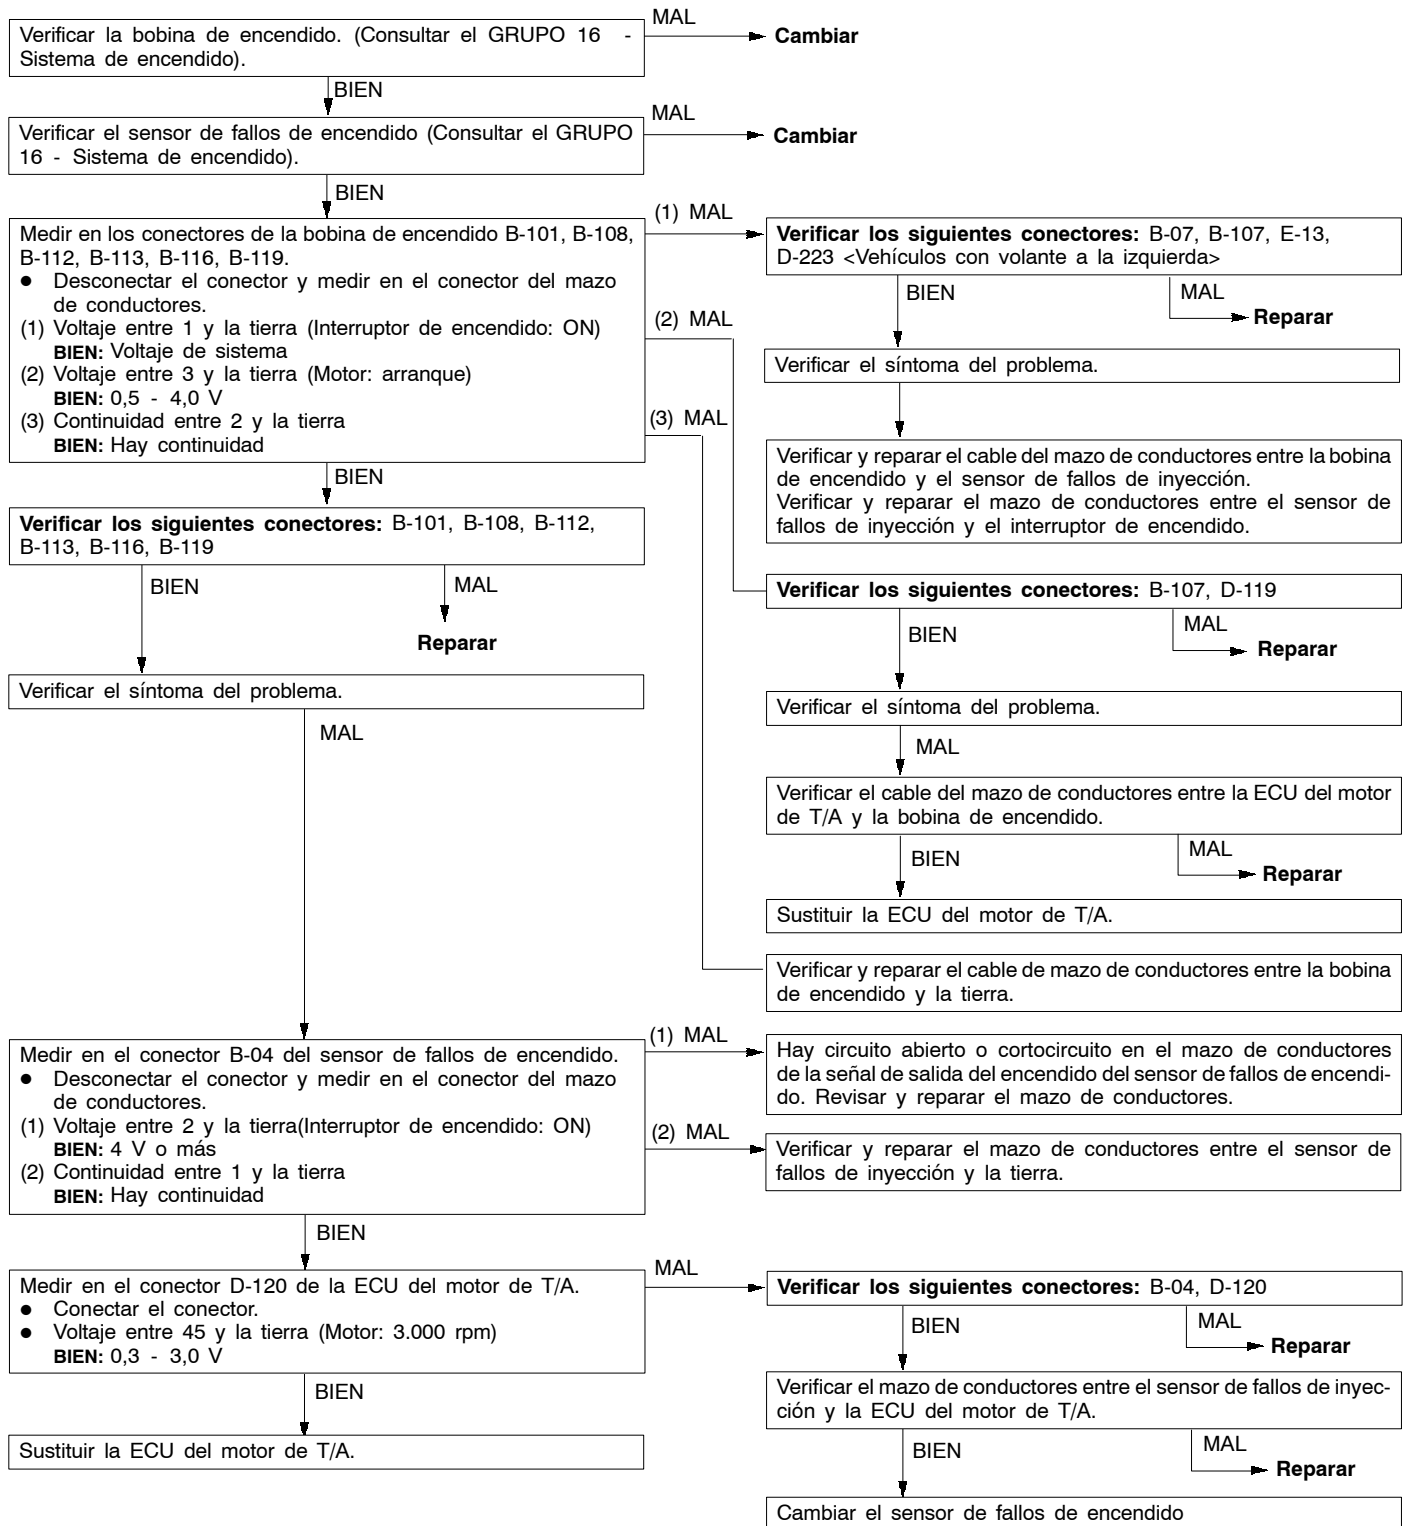 Verificar la bobina de encendido. (Consultar el GRUPO 16 -
Sistema de encendido).
MAL
Cambiar
BIEN
Verificar el sensor de fallos de encendido (Consultar el GRUPO
16 - Sistema de encendido).
MAL
Cambiar
BIEN
Medir en los conectores de la bobina de encendido B-101, B-108,
B-112, B-113, B-116, B-119.
● Desconectar el conector y medir en el conector del mazo
de conductores.
(1) Voltaje entre 1 y la tierra (Interruptor de encendido: ON)
BIEN: Voltaje de sistema
(2) Voltaje entre 3 y la tierra (Motor: arranque)
BIEN: 0,5 - 4,0 V
(3) Continuidad entre 2 y la tierra
BIEN: Hay continuidad
(1) MAL
Verificar los siguientes conectores: B-07, B-107, E-13,
D-223 <Vehículos con volante a la izquierda>
BIEN
MAL
Reparar
Verificar el síntoma del problema.
Verificar y reparar el cable del mazo de conductores entre la bobina
de encendido y el sensor de fallos de inyección.
Verificar y reparar el mazo de conductores entre el sensor de
fallos de inyección y el interruptor de encendido.
(2) MAL
Verificar los siguientes conectores: B-107, D-119
BIEN
MAL
Reparar
Verificar el síntoma del problema.
MAL
Verificar el cable del mazo de conductores entre la ECU del motor
de T/A y la bobina de encendido.
BIEN
MAL
Reparar
Sustituir la ECU del motor de T/A.
(3) MAL
Verificar y reparar el cable de mazo de conductores entre la bobina
de encendido y la tierra.
BIEN
Verificar los siguientes conectores: B-101, B-108, B-112,
B-113, B-116, B-119
BIEN
MAL
Reparar
Verificar el síntoma del problema.
MAL
Medir en el conector B-04 del sensor de fallos de encendido.
● Desconectar el conector y medir en el conector del mazo
de conductores.
(1) Voltaje entre 2 y la tierra(Interruptor de encendido: ON)
BIEN: 4 V o más
(2) Continuidad entre 1 y la tierra
BIEN: Hay continuidad
(1) MAL
Hay circuito abierto o cortocircuito en el mazo de conductores
de la señal de salida del encendido del sensor de fallos de encendi-
do. Revisar y reparar el mazo de conductores.
(2) MAL
Verificar y reparar el mazo de conductores entre el sensor de
fallos de inyección y la tierra.
BIEN
Medir en el conector D-120 de la ECU del motor de T/A.
● Conectar el conector.
● Voltaje entre 45 y la tierra (Motor: 3.000 rpm)
BIEN: 0,3 - 3,0 V
MAL
Verificar los siguientes conectores: B-04, D-120
BIEN
MAL
Reparar
Verificar el mazo de conductores entre el sensor de fallos de inyec-
ción y la ECU del motor de T/A.
BIEN
MAL
Reparar
Cambiar el sensor de fallos de encendido
BIEN
Sustituir la ECU del motor de T/A.